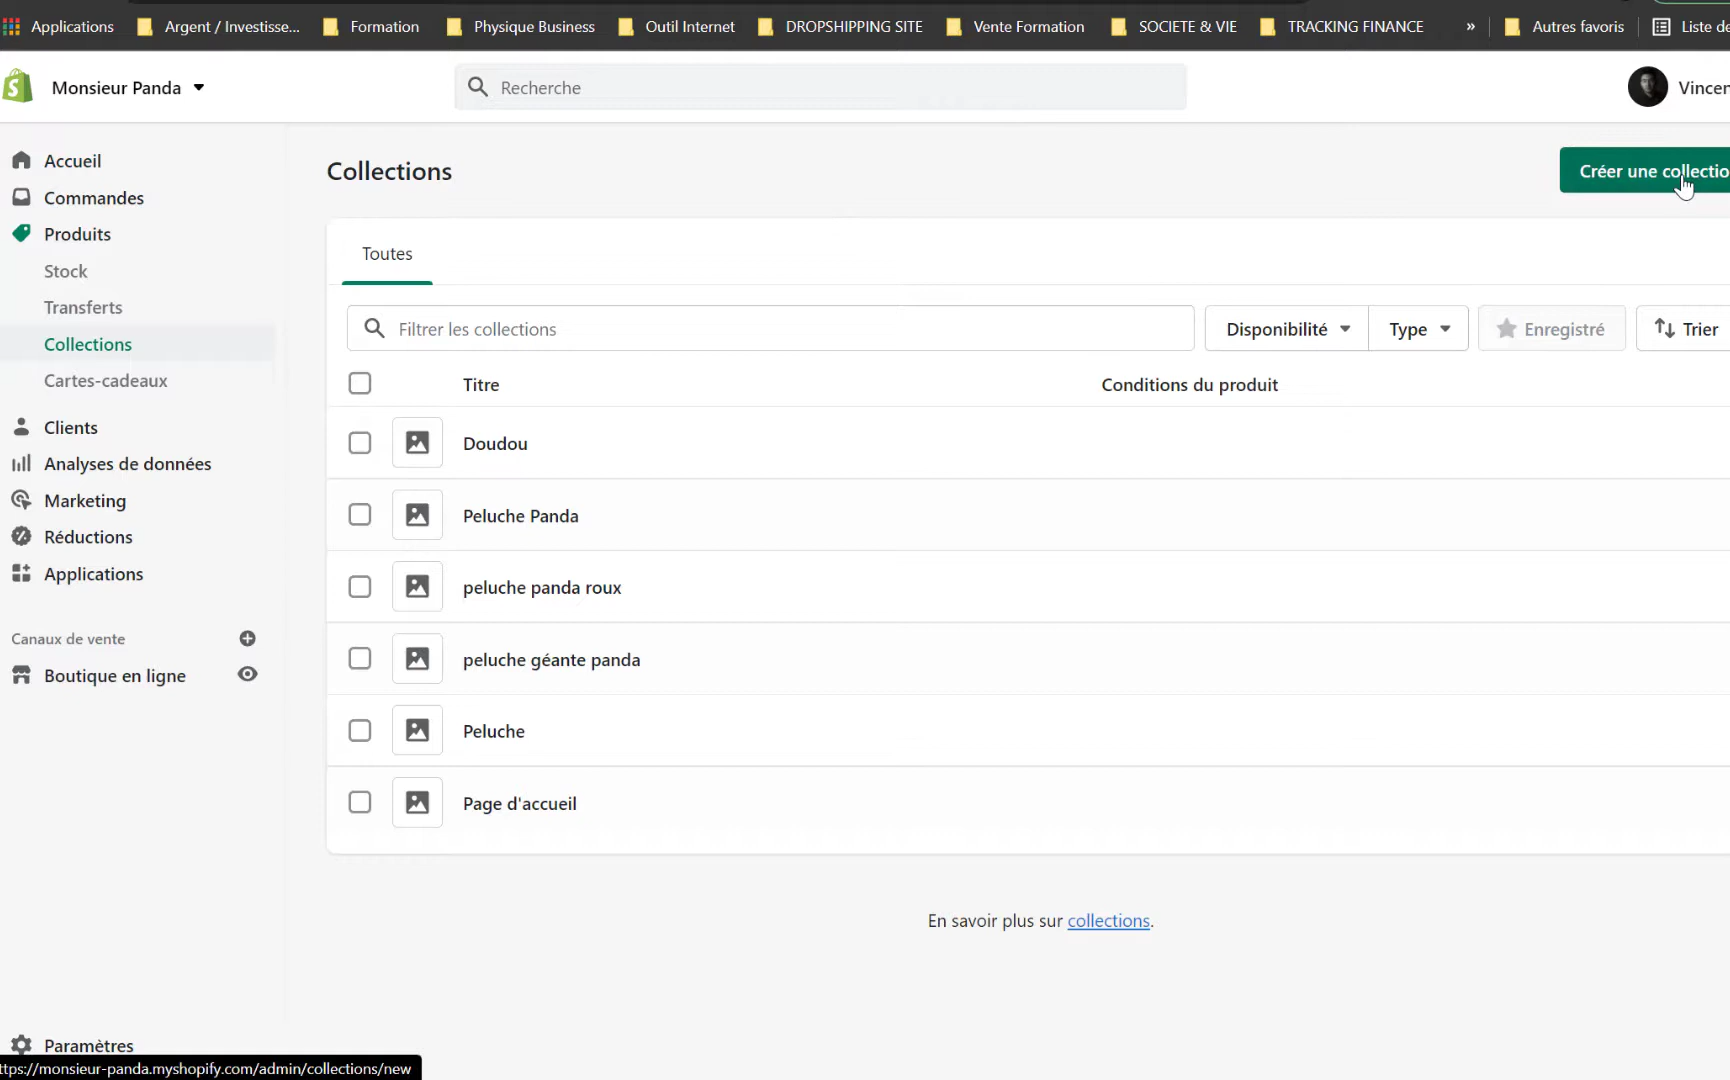 Applications Argent / Investisse... Formation Physique Business Outil Internet DROPSHIPPING SITE Vente Formation SOCIETE & VIE TRACKING FINANCE » Autres favoris Liste de
Monsieur Panda Recherche Vincen
Accueil
Commandes
Produits
Stock
Transferts
Collections
Cartes-cadeaux
Clients
Analyses de données
Marketing
Réductions
Applications
Canaux de vente
Boutique en ligne
Paramètres
Collections Créer une collectio
Toutes
Filtrer les collections Disponibilité Type Enregistré Trier
Titre Conditions du produit
Doudou
Peluche Panda
peluche panda roux
peluche géante panda
Peluche
Page d'accueil
En savoir plus sur collections.
ttps://monsieur-panda.myshopify.com/admin/collections/new